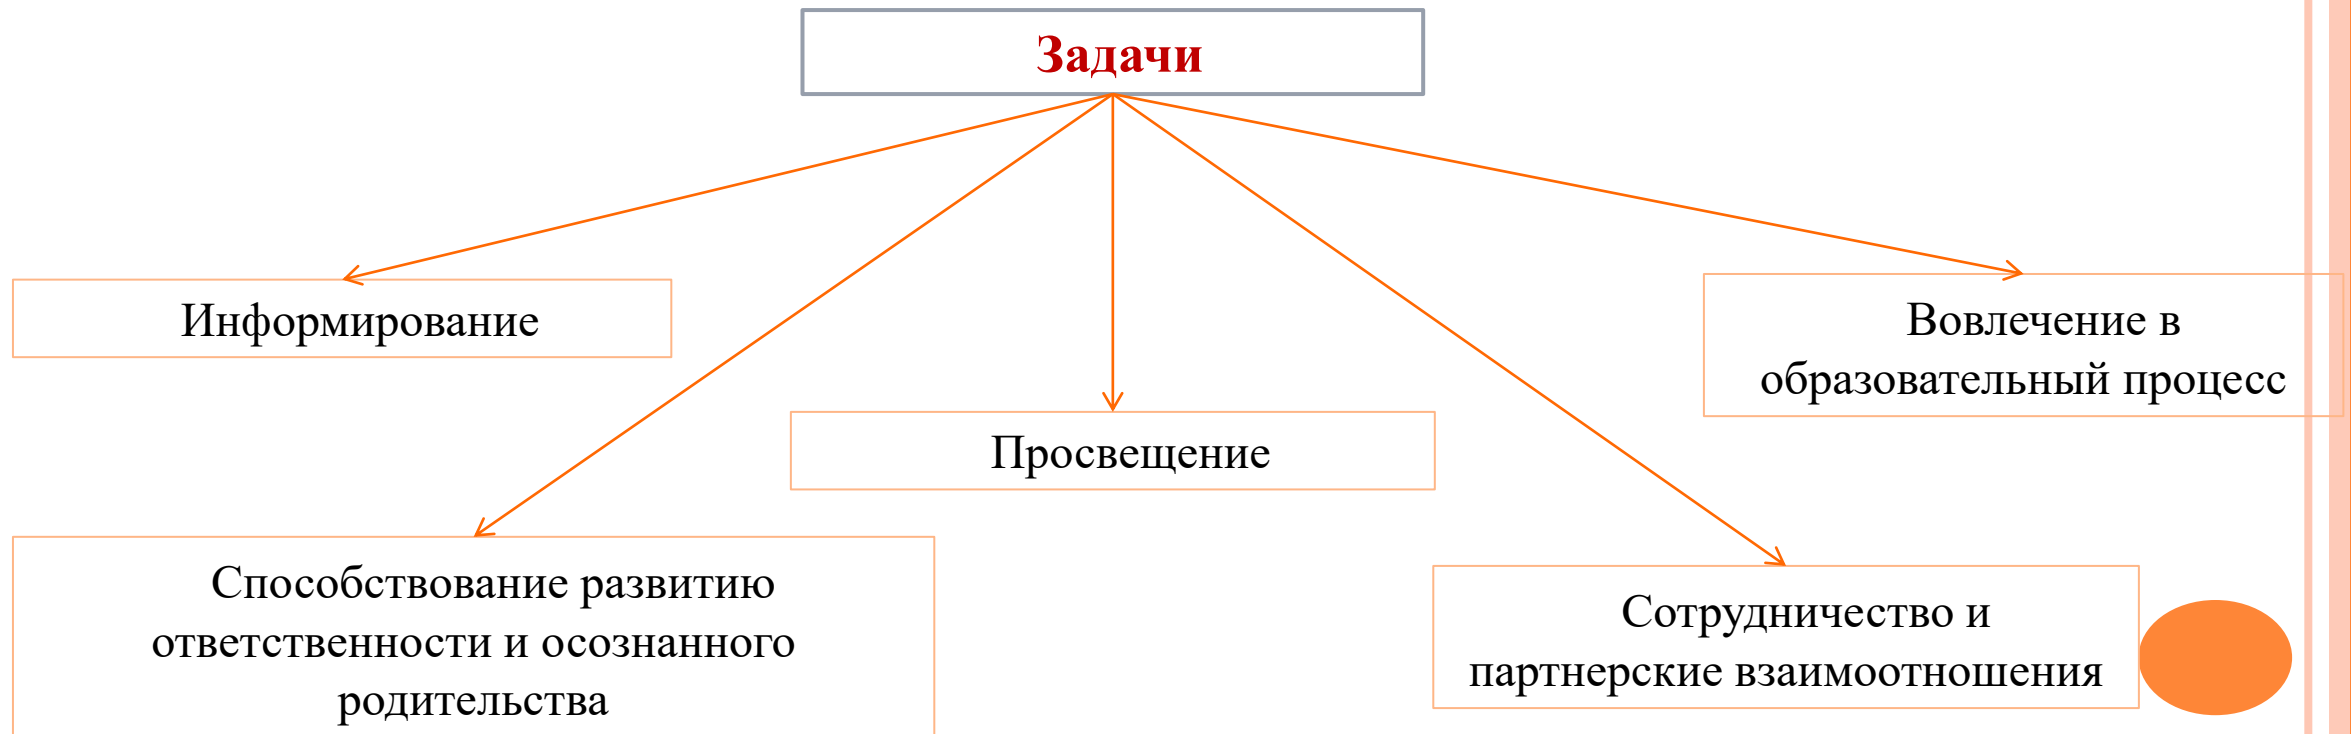 Задачи
Информирование
Вовлечение в
образовательный процесс
Просвещение
Способствование развитию
ответственности и осознанного
родительства
Сотрудничество и
партнерские взаимоотношения